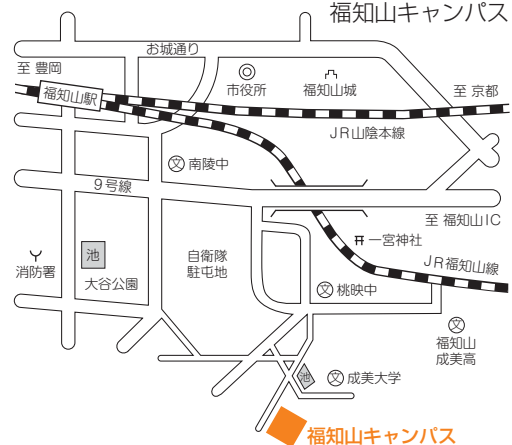 福知山キャンパス
お城通り
至 豊岡
市役所
福知山城
至 京都
福知山駅
JR山陰本線
文 南陵中
9号線
至 福知山IC
一宮神社
池
消防署
大谷公園
自衛隊
駐屯地
JR福知山線
文 桃映中
文
福知山
成美高
池
文 成美大学
福知山キャンパス